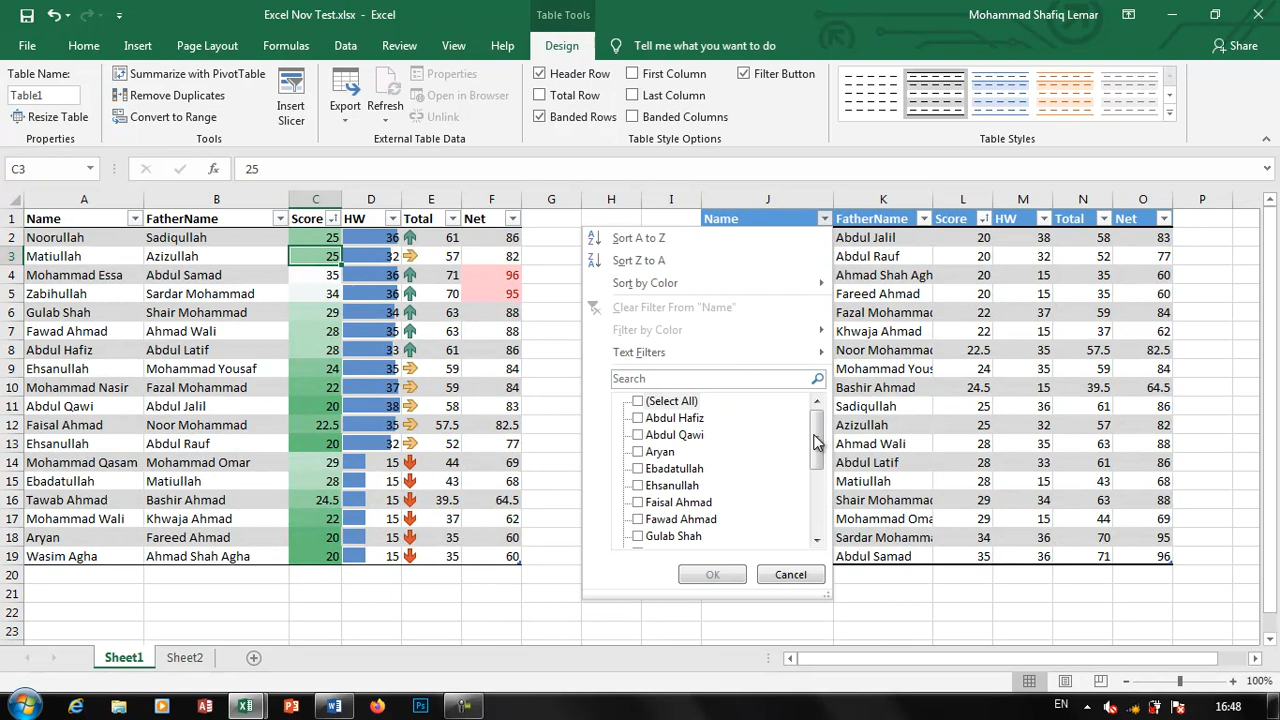 Excel Nov Test.xlsx - Excel
Table Tools
Mohammad Shafiq Lemar
File Home Insert Page Layout Formulas Data Review View Help Design Tell me what you want to do Share
Table Name:
Table1
Resize Table
Properties
Summarize with PivotTable
Remove Duplicates
Convert to Range
Insert Slicer
Tools
Export Refresh
Properties
Open in Browser
Unlink
External Table Data
Header Row First Column Filter Button
Total Row Last Column
Banded Rows Banded Columns
Table Style Options
Table Styles
C3 fx 25
A B C D E F G H I J K L M N O P
1 Name FatherName Score HW Total Net Name FatherName Score HW Total Net
2 Noorullah Sadiqullah 25 36 61 86 Abdul Jalil 20 38 58 83
3 Matiullah Azizullah 25 32 57 82 Abdul Rauf 20 32 52 77
4 Mohammad Essa Abdul Samad 35 36 71 96 Ahmad Shah Agh 20 15 35 60
5 Zabihullah Sardar Mohammad 34 36 70 95 Fareed Ahmad 20 15 35 60
6 Gulab Shah Shair Mohammad 29 34 63 88 Fazal Mohammad 22 37 59 84
7 Fawad Ahmad Ahmad Wali 28 35 63 88 Khwaja Ahmad 22 15 37 62
8 Abdul Hafiz Abdul Latif 28 33 61 86 Noor Mohammad 22.5 35 57.5 82.5
9 Ehsanullah Mohammad Yousaf 24 35 59 84 Mohammad Yous 24 35 59 84
10 Mohammad Nasir Fazal Mohammad 22 37 59 84 Bashir Ahmad 24.5 15 39.5 64.5
11 Abdul Qawi Abdul Jalil 20 38 58 83 Sadiqullah 25 36 61 86
12 Faisal Ahmad Noor Mohammad 22.5 35 57.5 82.5 Azizullah 25 32 57 82
13 Ehsanullah Abdul Rauf 20 32 52 77 Ahmad Wali 28 35 63 88
14 Mohammad Qasam Mohammad Omar 29 15 44 69 Abdul Latif 28 33 61 86
15 Ebadatullah Matiullah 28 15 43 68 Matiullah 28 15 43 68
16 Tawab Ahmad Bashir Ahmad 24.5 15 39.5 64.5 Shair Mohammad 29 34 63 88
17 Mohammad Wali Khwaja Ahmad 22 15 37 62 Mohammad Oma 29 15 44 69
18 Aryan Fareed Ahmad 20 15 35 60 Sardar Mohamma 34 36 70 95
19 Wasim Agha Ahmad Shah Agha 20 15 35 60 Abdul Samad 35 36 71 96
20
21
22
23
Sort A to Z
Sort Z to A
Sort by Color
Clear Filter From "Name"
Filter by Color
Text Filters
Search
(Select All)
Abdul Hafiz
Abdul Qawi
Aryan
Ebadatullah
Ehsanullah
Faisal Ahmad
Fawad Ahmad
Gulab Shah
OK Cancel
Sheet1 Sheet2
100%
EN 16:48